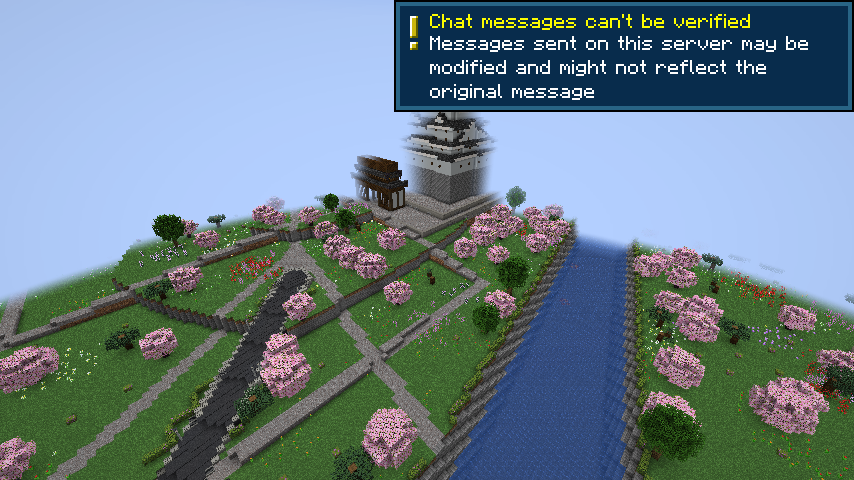 Chat messages can't be verified
Messages sent on this server may be
modified and might not reflect the
original message